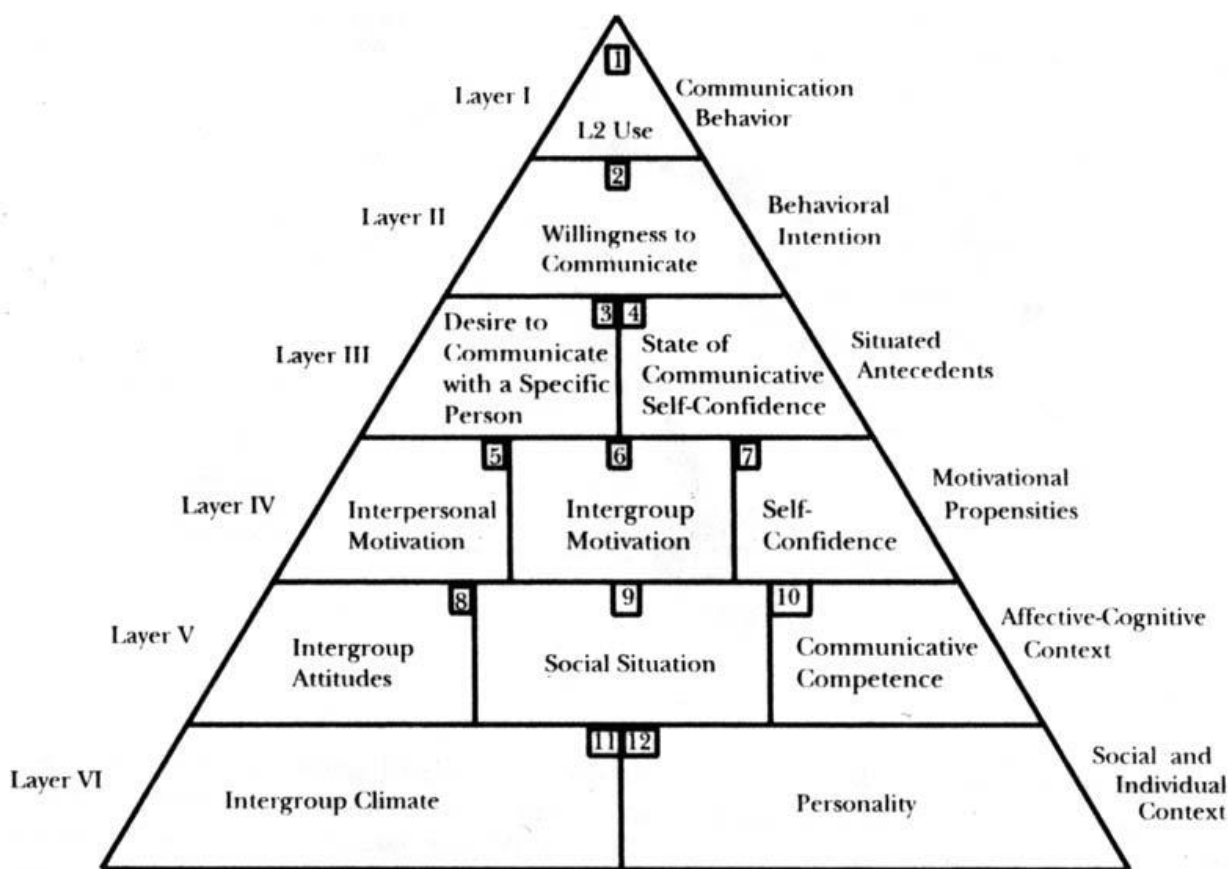 1
Layer I
Communication
Behavior
L2 Use
2
Layer II
Behavioral
Intention
Willingness to
Communicate
3
4
Layer III
Desire to
Communicate
with a Specific
Person
State of
Communicative
Self-Confidence
Situated
Antecedents
5
6
7
Layer IV
Interpersonal
Motivation
Intergroup
Motivation
Self-
Confidence
Motivational
Propensities
8
9
10
Layer V
Intergroup
Attitudes
Social Situation
Communicative
Competence
Affective-Cognitive
Context
11
12
Layer VI
Intergroup Climate
Personality
Social and
Individual
Context